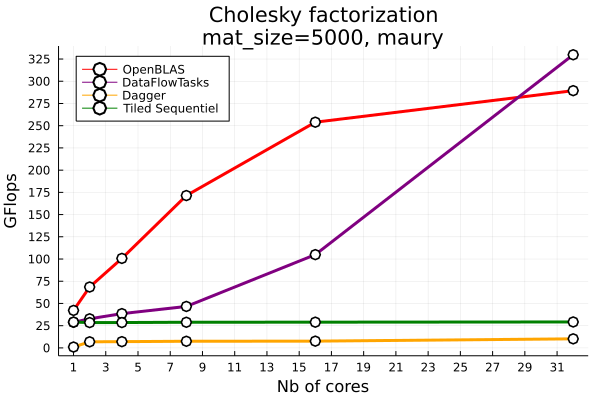 Cholesky factorization
mat_size=5000, maury
OpenBLAS
DataFlowTasks
Dagger
Tiled Sequentiel
GFlops
325
300
275
250
225
200
175
150
125
100
75
50
25
0
1 3 5 7 9 11 13 15 17 19 21 23 25 27 29 31
Nb of cores